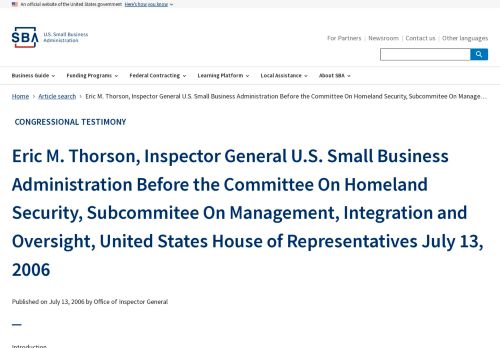 An official website of the United States government Here's how you know
SBA U.S. Small Business
Administration
For Partners | Newsroom | Contact us | Other languages
Business Guide Funding Programs Federal Contracting Learning Platform Local Assistance About SBA
Home › Article search › Eric M. Thorson, Inspector General U.S. Small Business Administration Before the Committee On Homeland Security, Subcommitee On Manage...
CONGRESSIONAL TESTIMONY
Eric M. Thorson, Inspector General U.S. Small Business
Administration Before the Committee On Homeland
Security, Subcommitee On Management, Integration and
Oversight, United States House of Representatives July 13,
2006
Published on July 13, 2006 by Office of Inspector General
Introduction